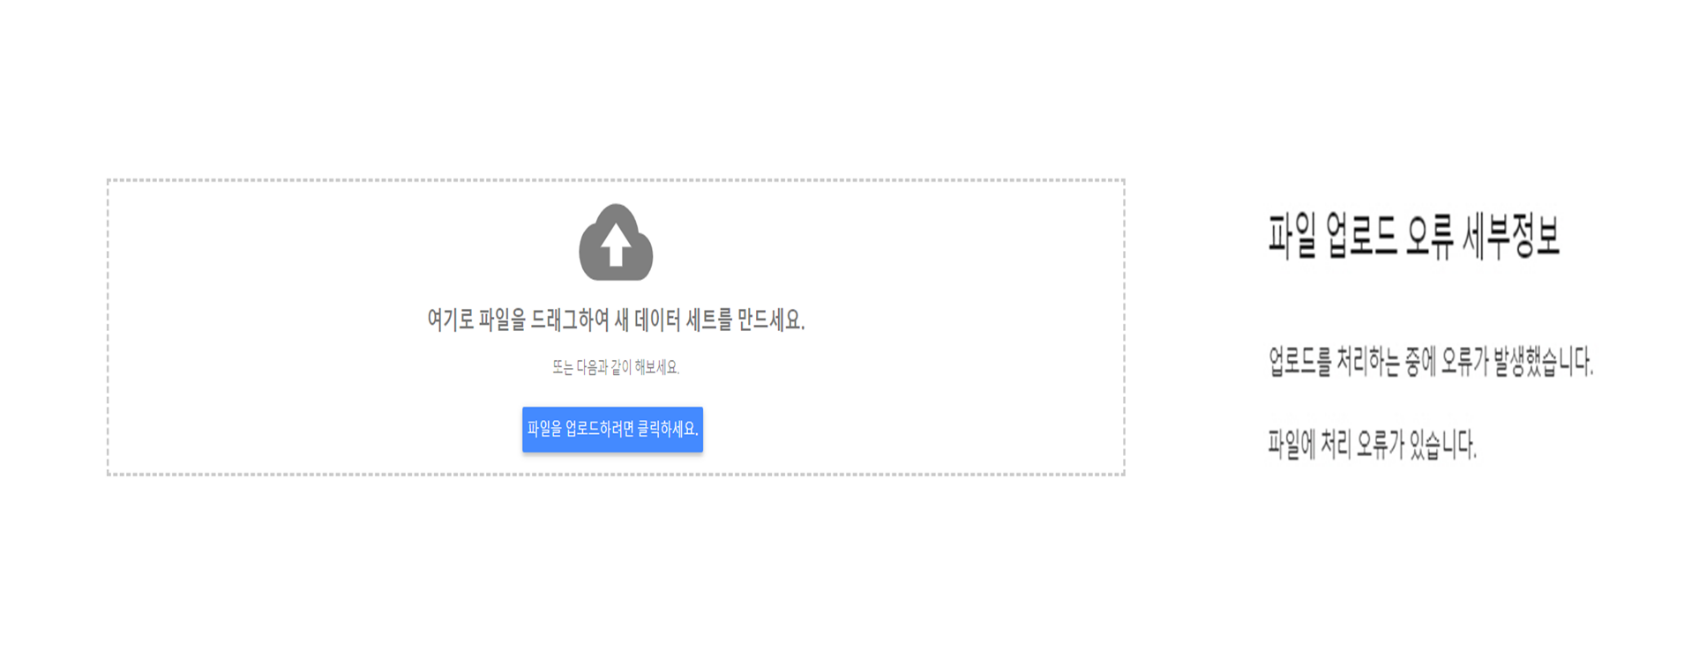 여기로 파일을 드래그하여 새 데이터 세트를 만드세요.
또는 다음과 같이 해보세요.
파일을 업로드하려면 클릭하세요.
파일 업로드 오류 세부정보
업로드를 처리하는 중에 오류가 발생했습니다.
파일에 처리 오류가 있습니다.